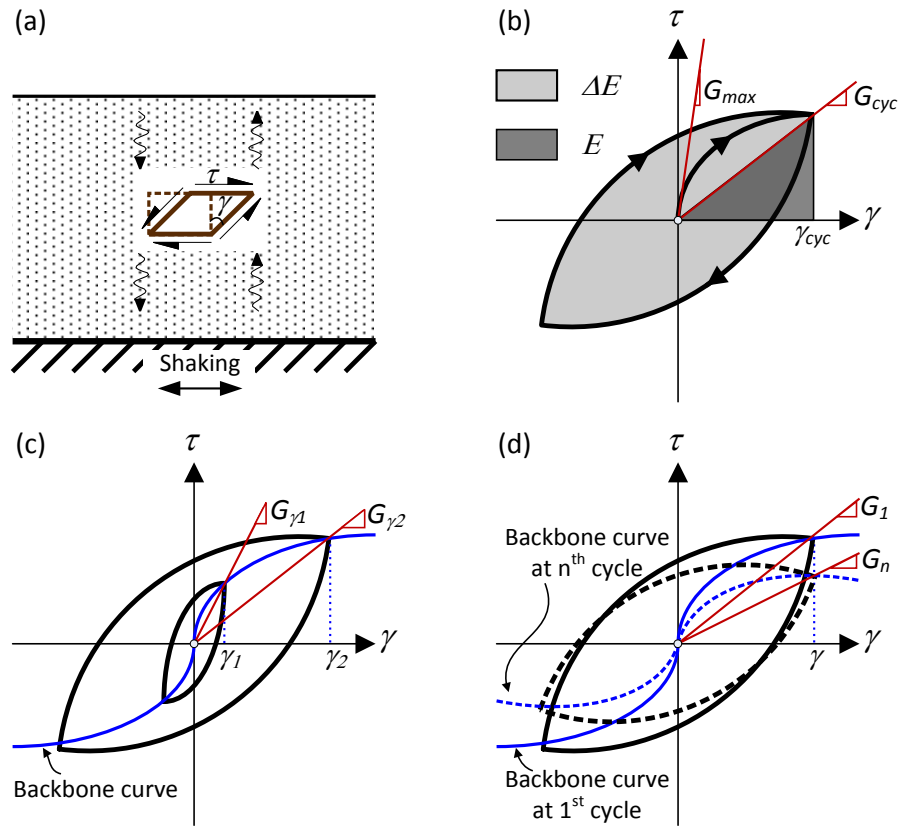 (a)
τ
γ
Shaking
(b)
τ
ΔE
E
G_max
G_cyc
γ
γ_cyc
(c)
τ
G_γ1
G_γ2
γ
γ_1
γ_2
Backbone curve
(d)
τ
Backbone curve
at n^th cycle
G_1
G_n
γ
γ
Backbone curve
at 1^st cycle